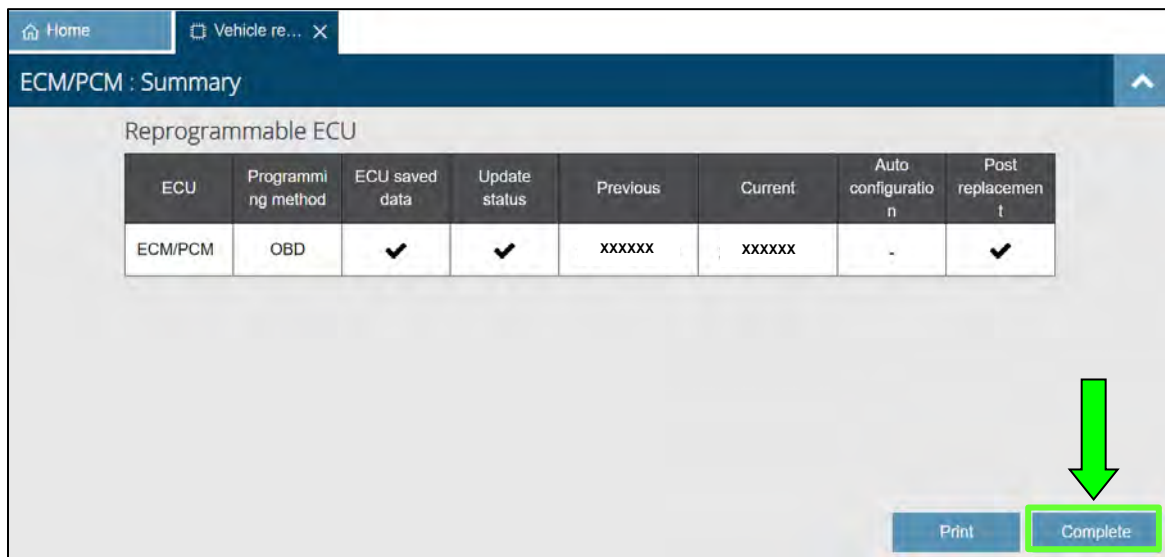 Home
Vehicle re...
ECM/PCM : Summary
Reprogrammable ECU
ECU
Programmi
ng method
ECU saved
data
Update
status
Previous
Current
Auto
configuratio
n
Post
replacemen
t
ECM/PCM
OBD
✔
✔
XXXXXX
XXXXXX
-
✔
Print
Complete